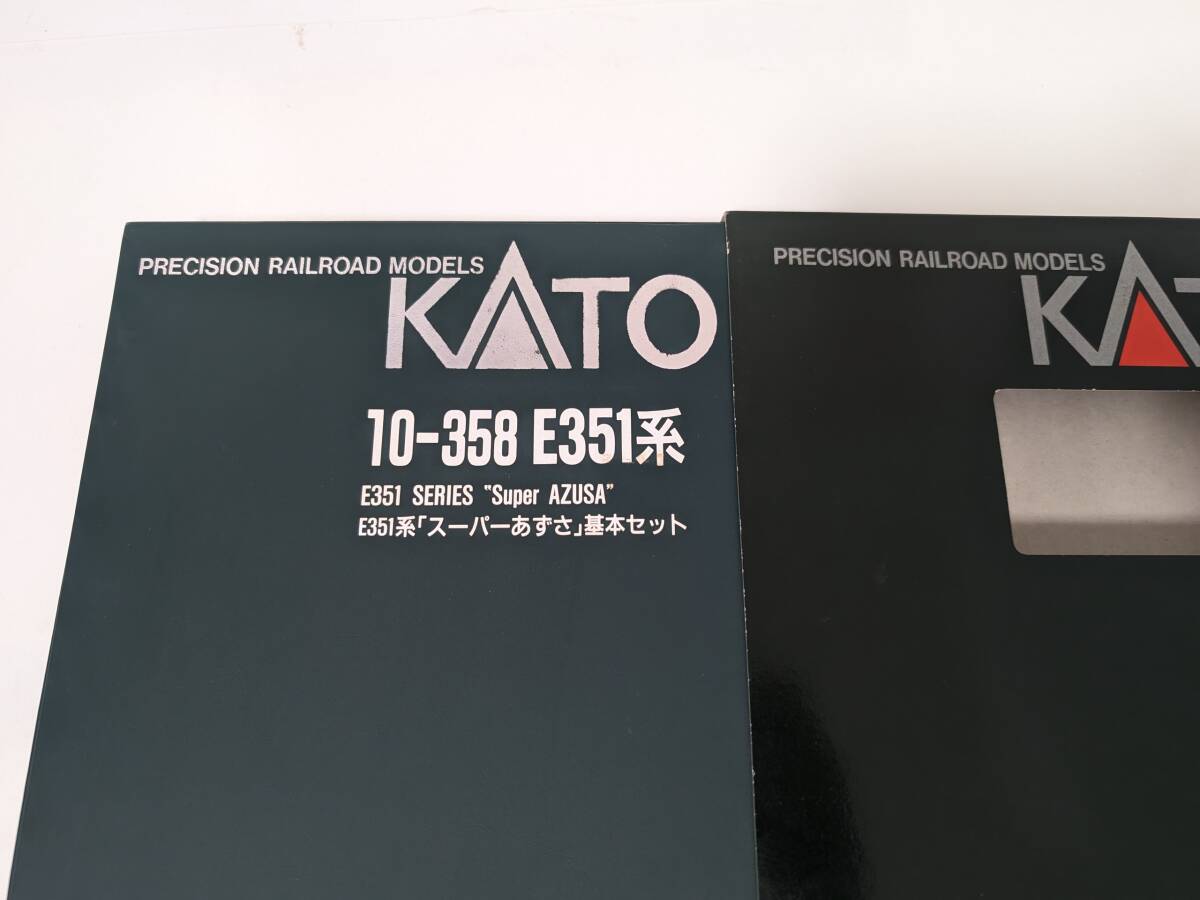 PRECISION RAILROAD MODELS
KATO
10-358 E351系
E351 SERIES "Super AZUSA"
E351系「スーパーあずさ」基本セット
PRECISION RAILROAD MODELS
KAT